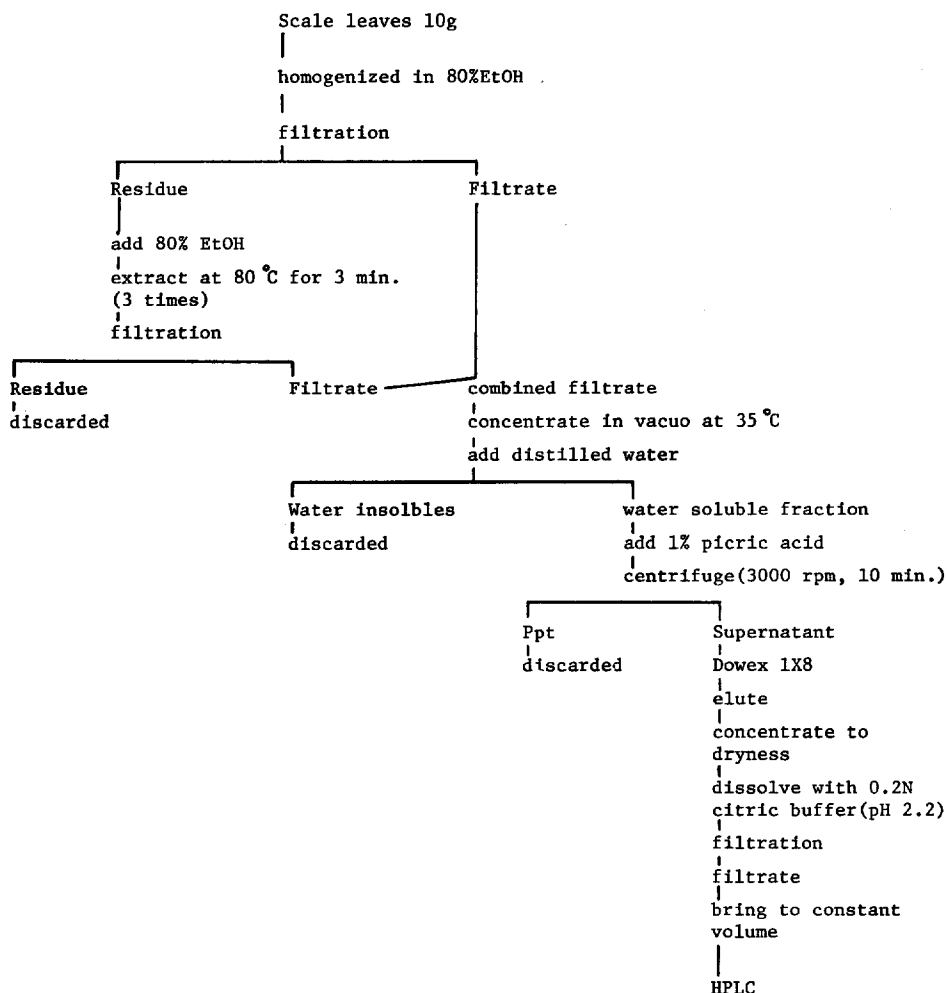 Scale leaves 10g
homogenized in 80%EtOH
filtration
Residue
Filtrate
add 80% EtOH
extract at 80°C for 3 min.
(3 times)
filtration
Residue
Filtrate
combined filtrate
discarded
concentrate in vacuo at 35°C
add distilled water
Water insolbles
water soluble fraction
discarded
add 1% picric acid
centrifuge(3000 rpm, 10 min.)
Ppt
Supernatant
discarded
Dowex 1X8
elute
concentrate to
dryness
dissolve with 0.2N
citric buffer(pH 2.2)
filtration
filtrate
bring to constant
volume
HPLC